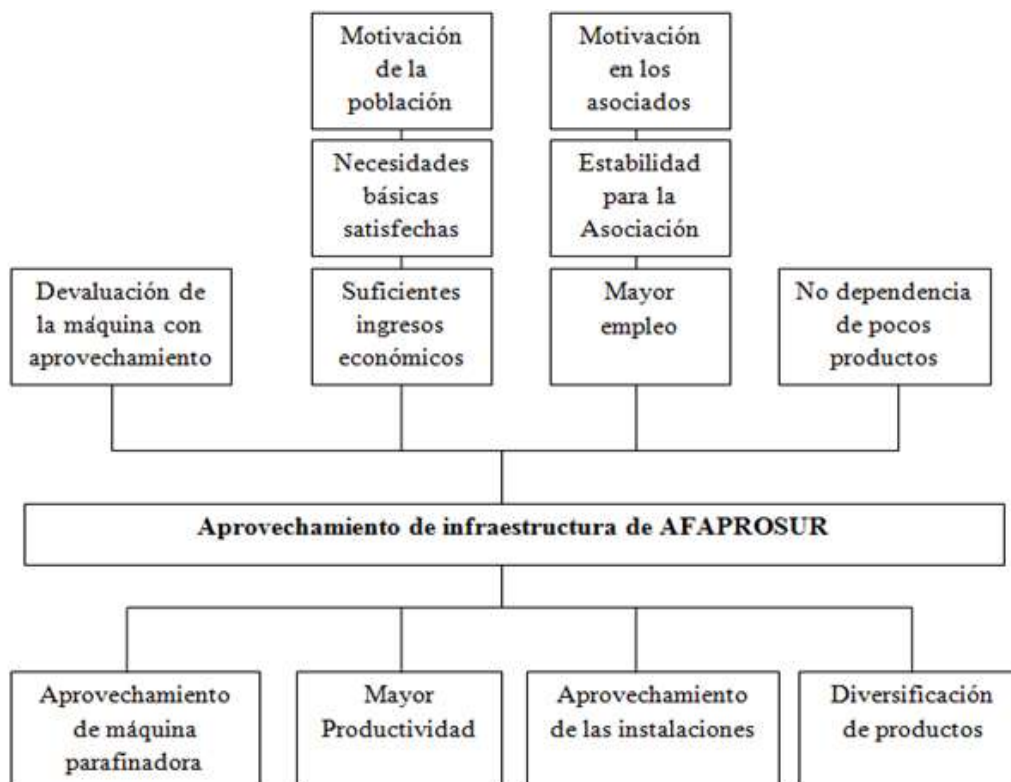 Motivación
de la
población
Motivación
en los
asociados
Necesidades
básicas
satisfechas
Estabilidad
para la
Asociación
Devaluación de
la máquina con
aprovechamiento
Suficientes
ingresos
económicos
Mayor
empleo
No dependencia
de pocos
productos
Aprovechamiento de infraestructura de AFAPROSUR
Aprovechamiento
de máquina
parafinadora
Mayor
Productividad
Aprovechamiento
de las instalaciones
Diversificación
de productos